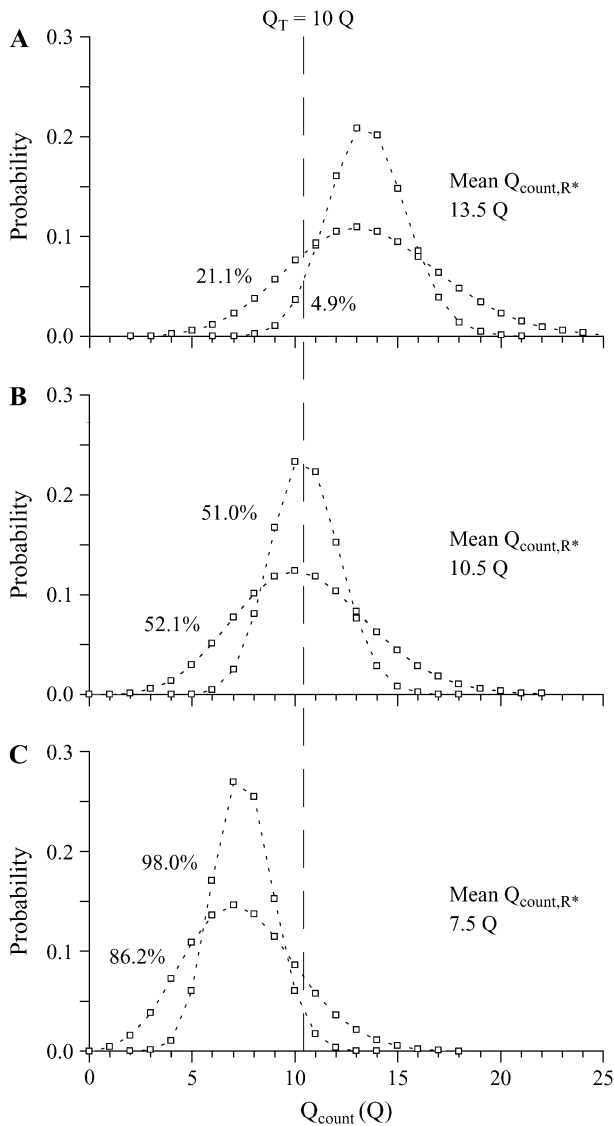 Q_T = 10 Q
A
0.3
0.2
0.1
0.0
Probability
21.1%
4.9%
Mean Q_count,R*
13.5 Q
B
0.3
0.2
0.1
0.0
Probability
51.0%
52.1%
Mean Q_count,R*
10.5 Q
C
0.3
0.2
0.1
0.0
Probability
98.0%
86.2%
Mean Q_count,R*
7.5 Q
0 5 10 15 20 25
Q_count (Q)